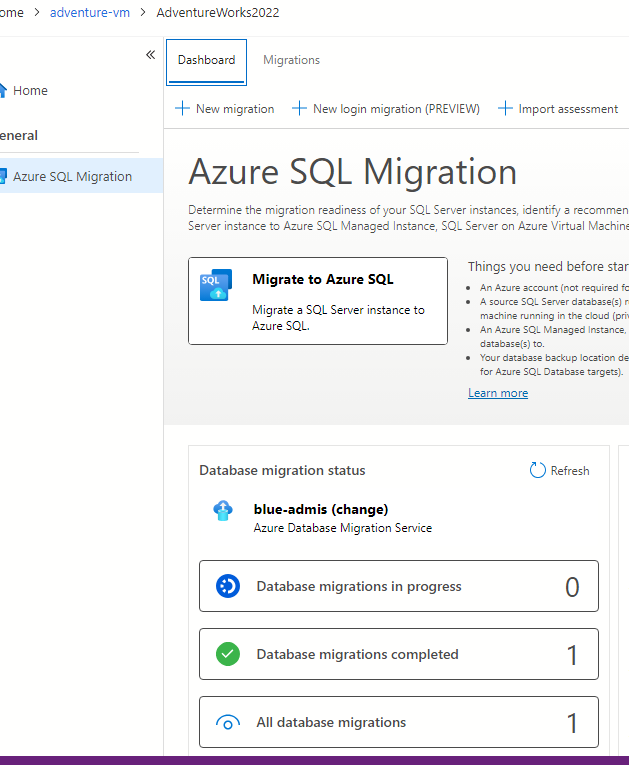 ome > adventure-vm > AdventureWorks2022
«
Dashboard Migrations
Home
+ New migration + New login migration (PREVIEW) + Import assessment
eneral
Azure SQL Migration
Azure SQL Migration
Determine the migration readiness of your SQL Server instances, identify a recommen
Server instance to Azure SQL Managed Instance, SQL Server on Azure Virtual Machine
SQL
Migrate to Azure SQL
Migrate a SQL Server instance to
Azure SQL.
Things you need before star
• An Azure account (not required fo
• A source SQL Server database(s) r
machine running in the cloud (priv
• An Azure SQL Managed Instance,
database(s) to.
• Your database backup location de
for Azure SQL Database targets).
Learn more
Database migration status
Refresh
blue-admis (change)
Azure Database Migration Service
Database migrations in progress 0
Database migrations completed 1
All database migrations 1